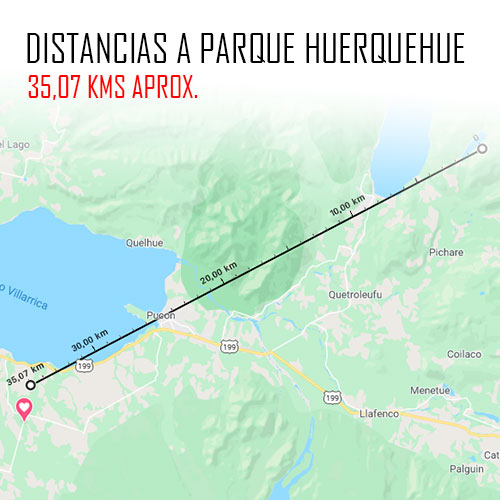 DISTANCIAS A PARQUE HUERQUEHUE
35,07 KMS APROX.
el Lago
0
10,00 km
Quelhue
Pichare
20,00 km
o Villarrica
Quetroleufu
Pucón
30,00 km
199
Coilaco
199
35,07 km
Menetue
199
Llafenco
Cat
Palguin